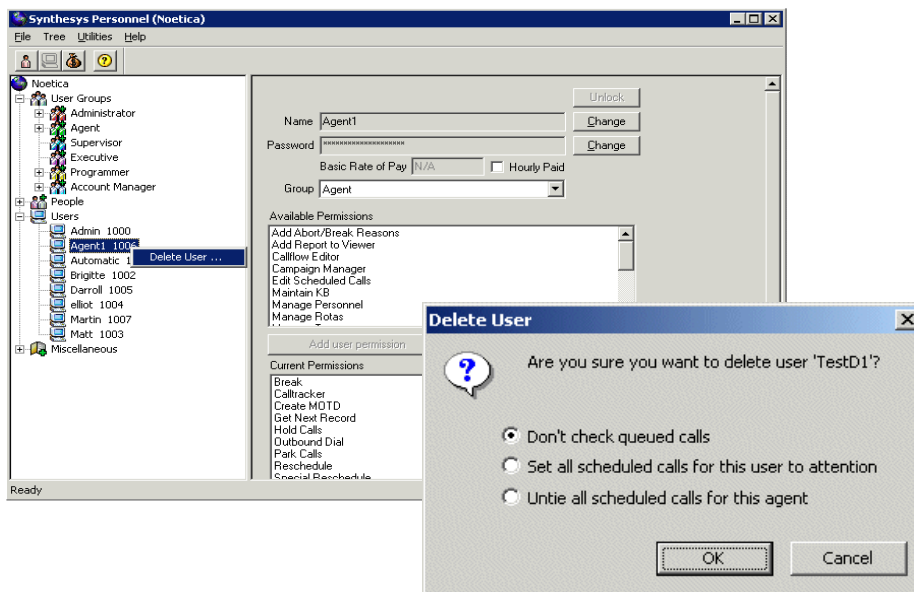 Synthesys Personnel (Noetica)
File Tree Utilities Help
Noetica
User Groups
Administrator
Agent
Supervisor
Executive
Programmer
Account Manager
People
Users
Admin 1000
Agent1 1006
Delete User ...
Automatic 1
Brigitte 1002
Darroll 1005
elliot 1004
Martin 1007
Matt 1003
Miscellaneous
Unlock
Name Agent1 Change
Password ******************** Change
Basic Rate of Pay N/A Hourly Paid
Group Agent
Available Permissions
Add Abort/Break Reasons
Add Report to Viewer
Callflow Editor
Campaign Manager
Edit Scheduled Calls
Maintain KB
Manage Personnel
Manage Rotas
Add user permission
Current Permissions
Break
Calltracker
Create MOTD
Get Next Record
Hold Calls
Outbound Dial
Park Calls
Reschedule
Special Reschedule
Ready
Delete User
Are you sure you want to delete user 'TestD1'?
Don't check queued calls
Set all scheduled calls for this user to attention
Untie all scheduled calls for this agent
OK Cancel